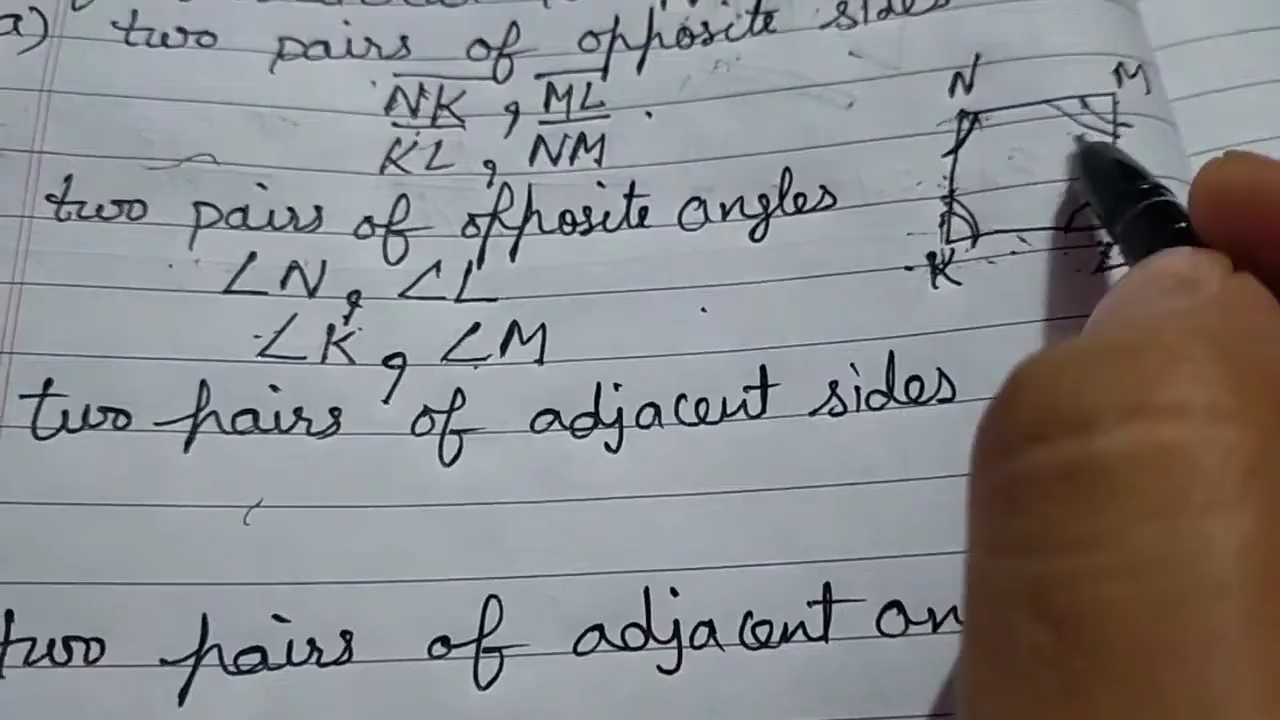 a) two pairs of opposite sides
NK, ML.
KL, NM
two pairs of opposite angles
∠N, ∠L
∠K, ∠M
two pairs of adjacent sides
two pairs of adjacent an
N M
K L